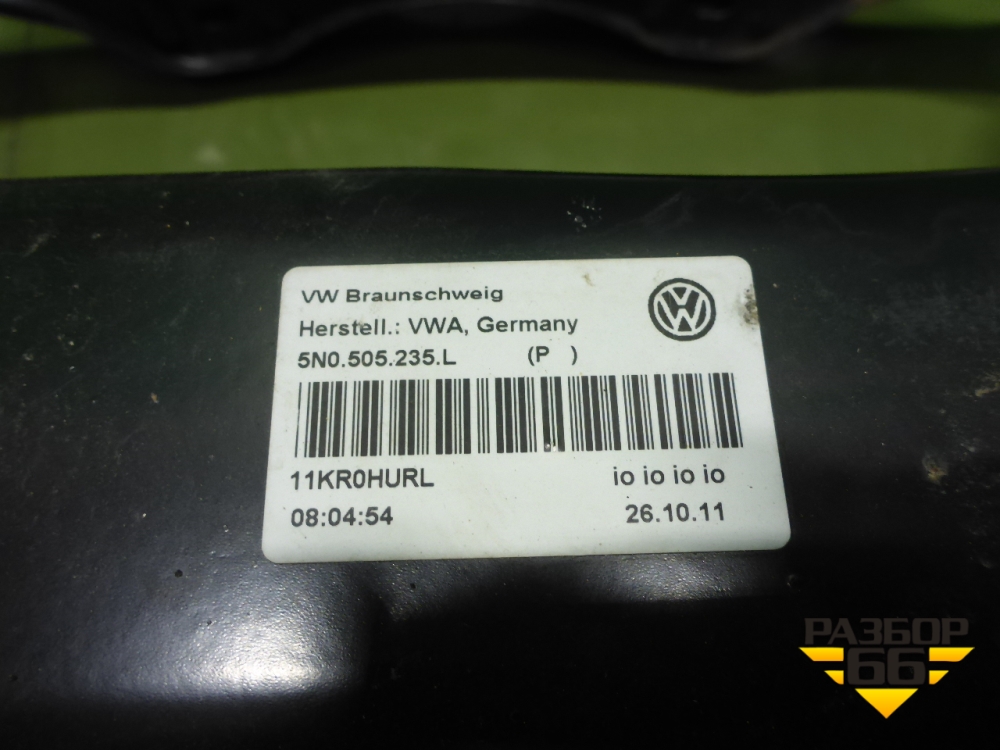 VW Braunschweig
Herstell.: VWA, Germany
5N0.505.235.L (P )
11KR0HURL io io io io
08:04:54 26.10.11
РАЗБОР
66